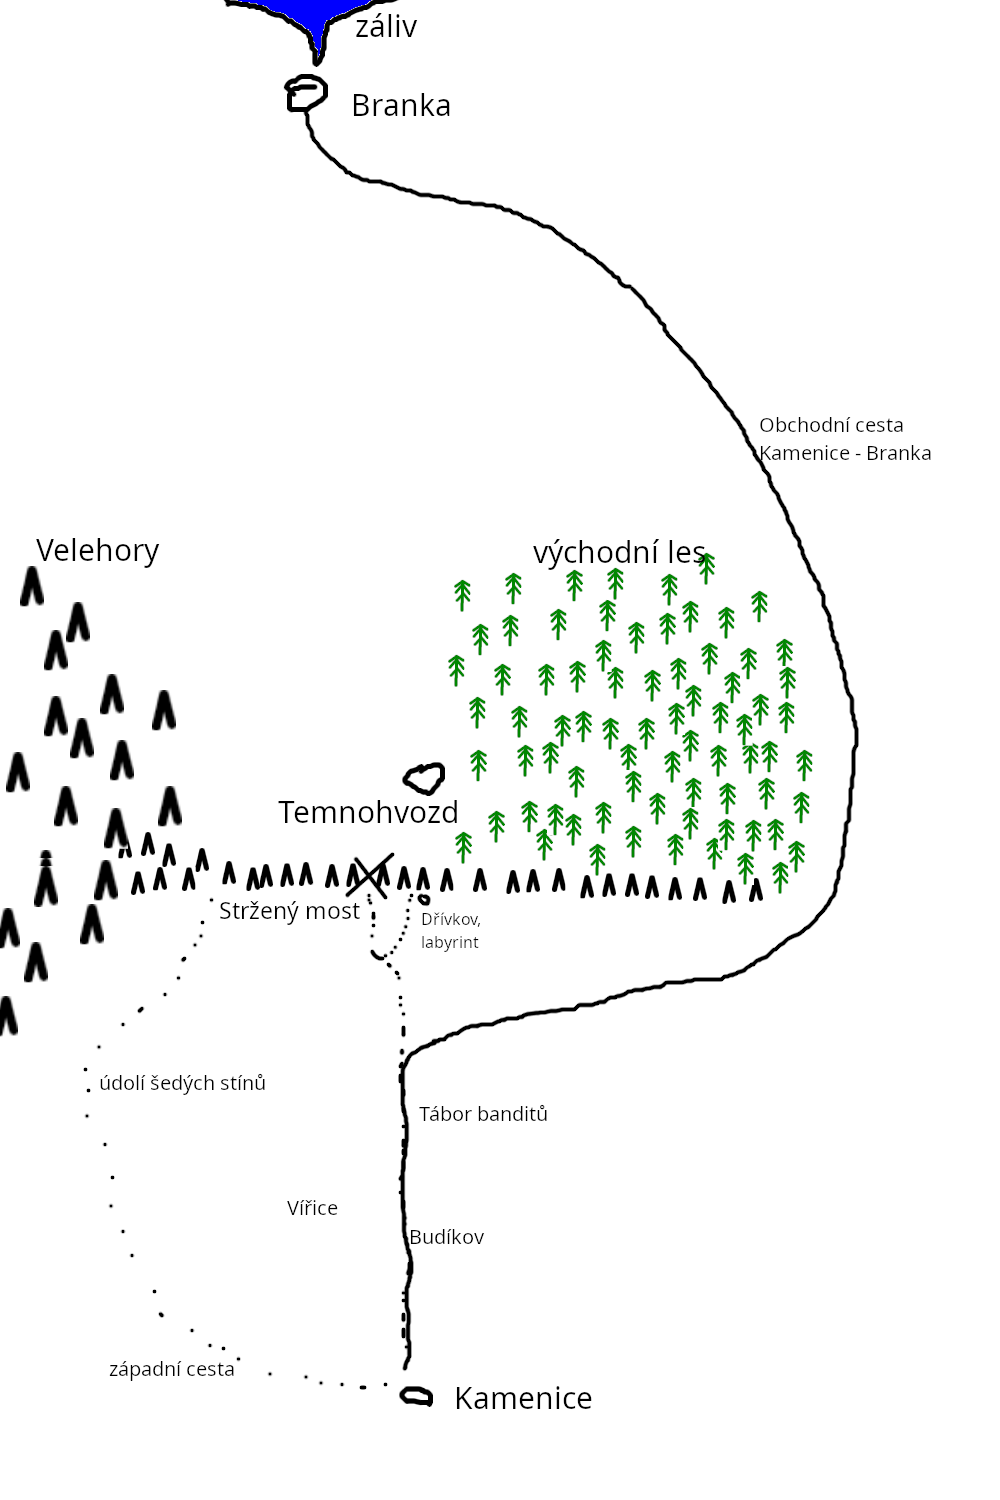 záliv
Branka
Obchodní cesta
Kamenice - Branka
Velehory
východní les
Temnohvozd
Stržený most
Dřívkov,
labyrint
údolí šedých stínů
Tábor banditů
Vířice
Budíkov
západní cesta
Kamenice